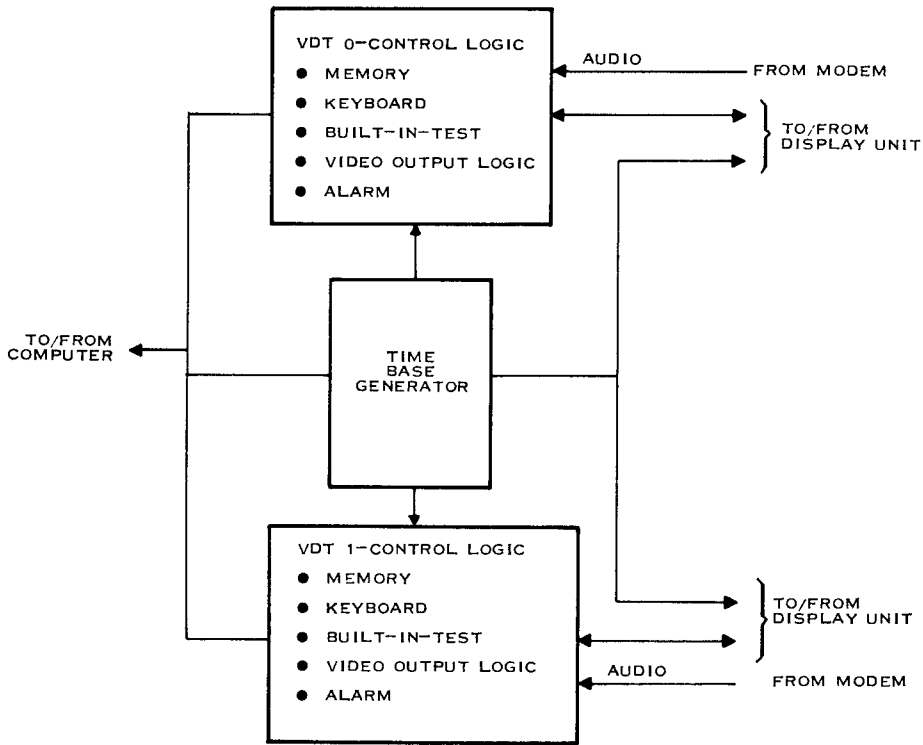 VDT 0-CONTROL LOGIC
● MEMORY
● KEYBOARD
● BUILT-IN-TEST
● VIDEO OUTPUT LOGIC
● ALARM
AUDIO
FROM MODEM
TO/FROM
DISPLAY UNIT
TO/FROM
COMPUTER
TIME
BASE
GENERATOR
VDT 1-CONTROL LOGIC
● MEMORY
● KEYBOARD
● BUILT-IN-TEST
● VIDEO OUTPUT LOGIC
● ALARM
TO/FROM
DISPLAY UNIT
AUDIO
FROM MODEM